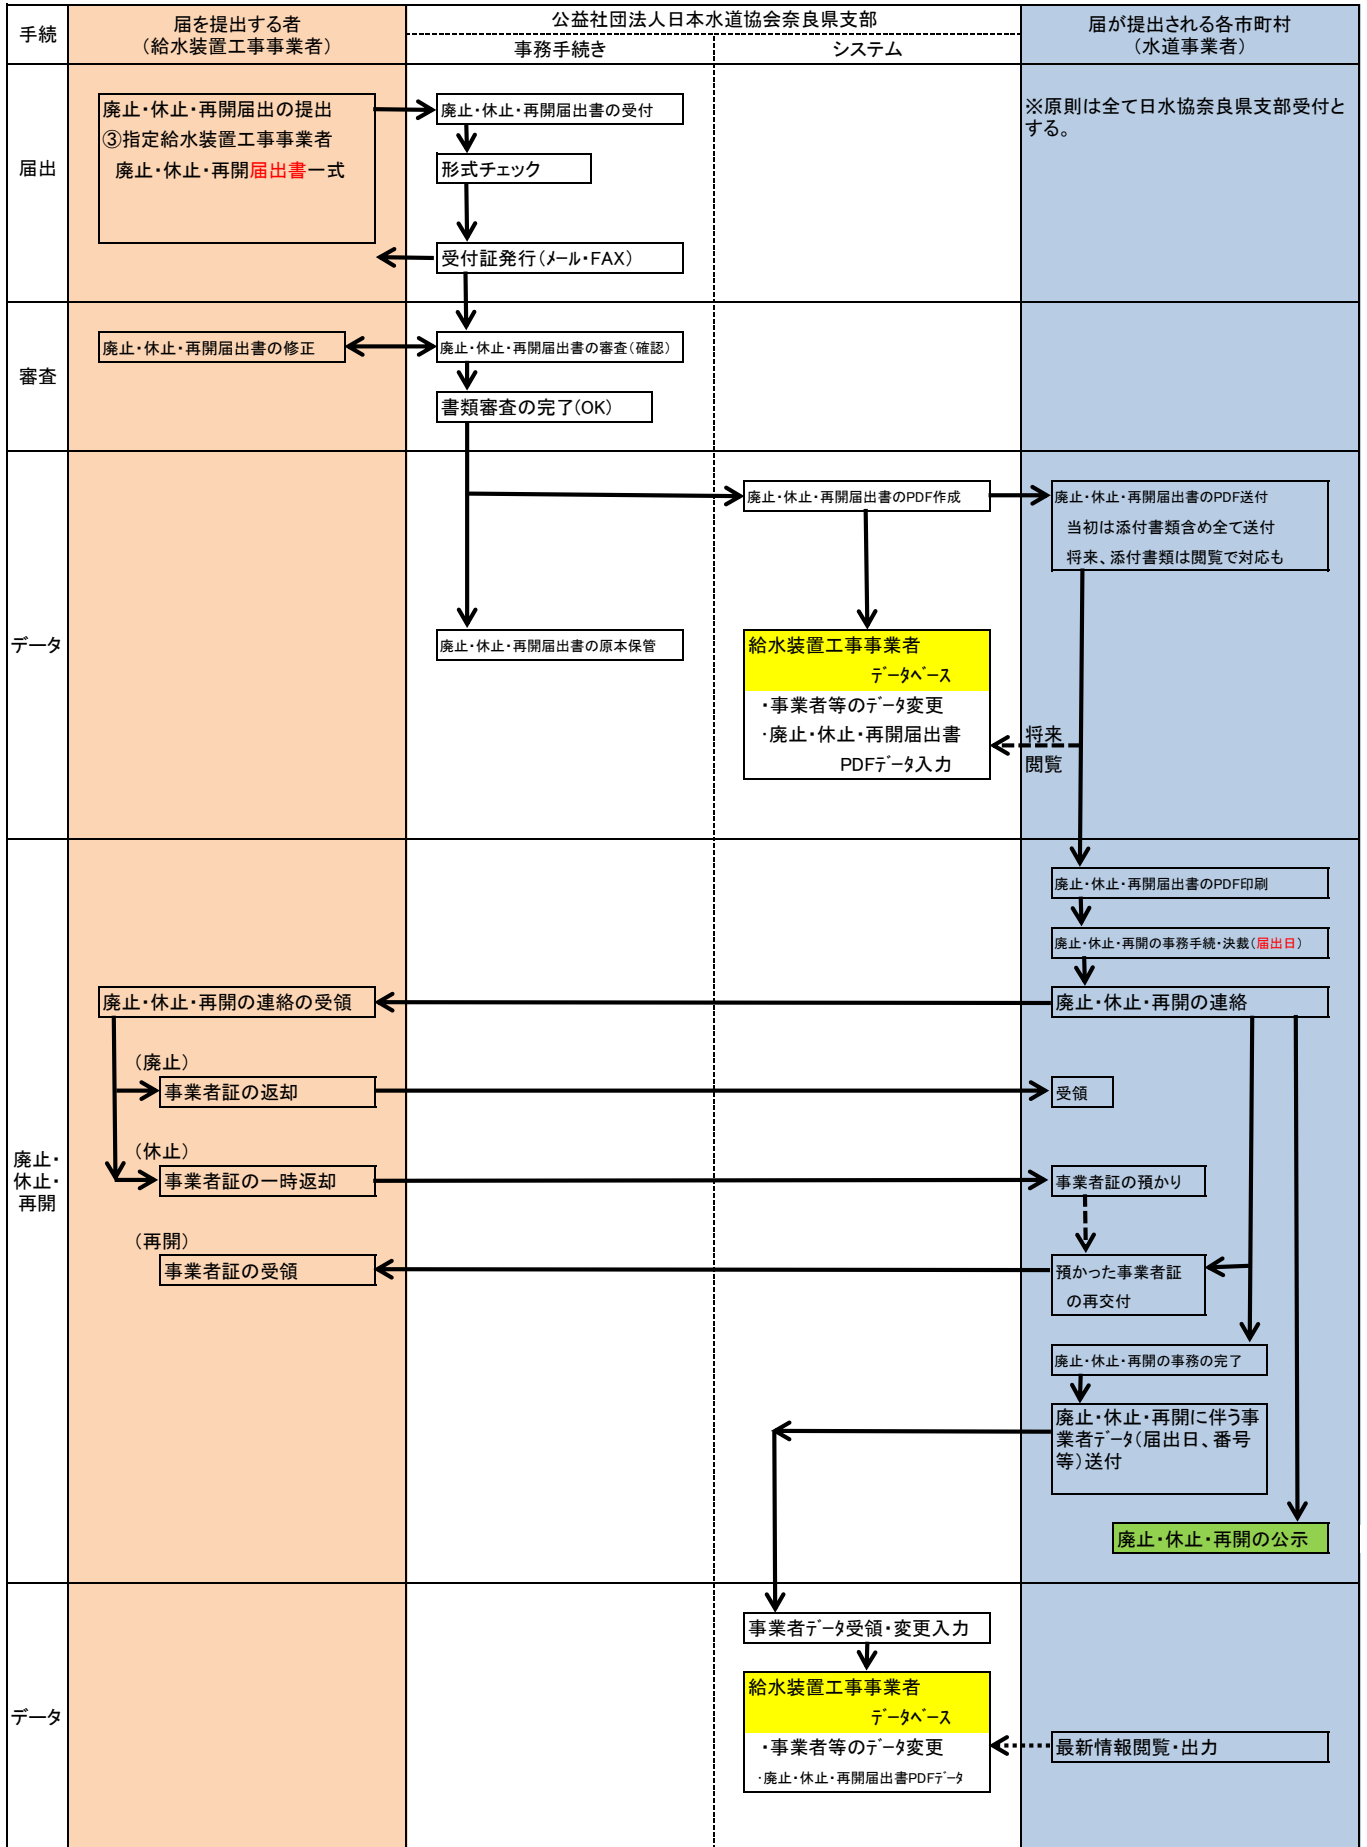 手続
届を提出する者
（給水装置工事事業者）
公益社団法人日本水道協会奈良県支部
事務手続き
システム
届が提出される各市町村
（水道事業者）
届出
廃止・休止・再開届出の提出
③指定給水装置工事事業者
廃止・休止・再開届出書一式
廃止・休止・再開届出書の受付
形式チェック
受付証発行（ﾒｰﾙ・FAX）
※原則は全て日水協奈良県支部受付と
する。
審査
廃止・休止・再開届出書の修正
廃止・休止・再開届出書の審査（確認）
書類審査の完了(OK)
データ
廃止・休止・再開届出書のPDF作成
廃止・休止・再開届出書のPDF送付
当初は添付書類含め全て送付
将来、添付書類は閲覧で対応も
廃止・休止・再開届出書の原本保管
給水装置工事事業者
ﾃﾞｰﾀﾍﾞｰｽ
・事業者等のﾃﾞｰﾀ変更
・廃止・休止・再開届出書
PDFﾃﾞｰﾀ入力
将来
閲覧
廃止・
休止・
再開
廃止・休止・再開届出書のPDF印刷
廃止・休止・再開の事務手続・決裁（届出日）
廃止・休止・再開の連絡の受領
廃止・休止・再開の連絡
（廃止）
事業者証の返却
受領
（休止）
事業者証の一時返却
事業者証の預かり
（再開）
事業者証の受領
預かった事業者証
の再交付
廃止・休止・再開の事務の完了
廃止・休止・再開に伴う事
業者ﾃﾞｰﾀ（届出日、番号
等）送付
廃止・休止・再開の公示
データ
事業者ﾃﾞｰﾀ受領・変更入力
給水装置工事事業者
ﾃﾞｰﾀﾍﾞｰｽ
・事業者等のﾃﾞｰﾀ変更
・廃止・休止・再開届出書PDFﾃﾞｰﾀ
最新情報閲覧・出力